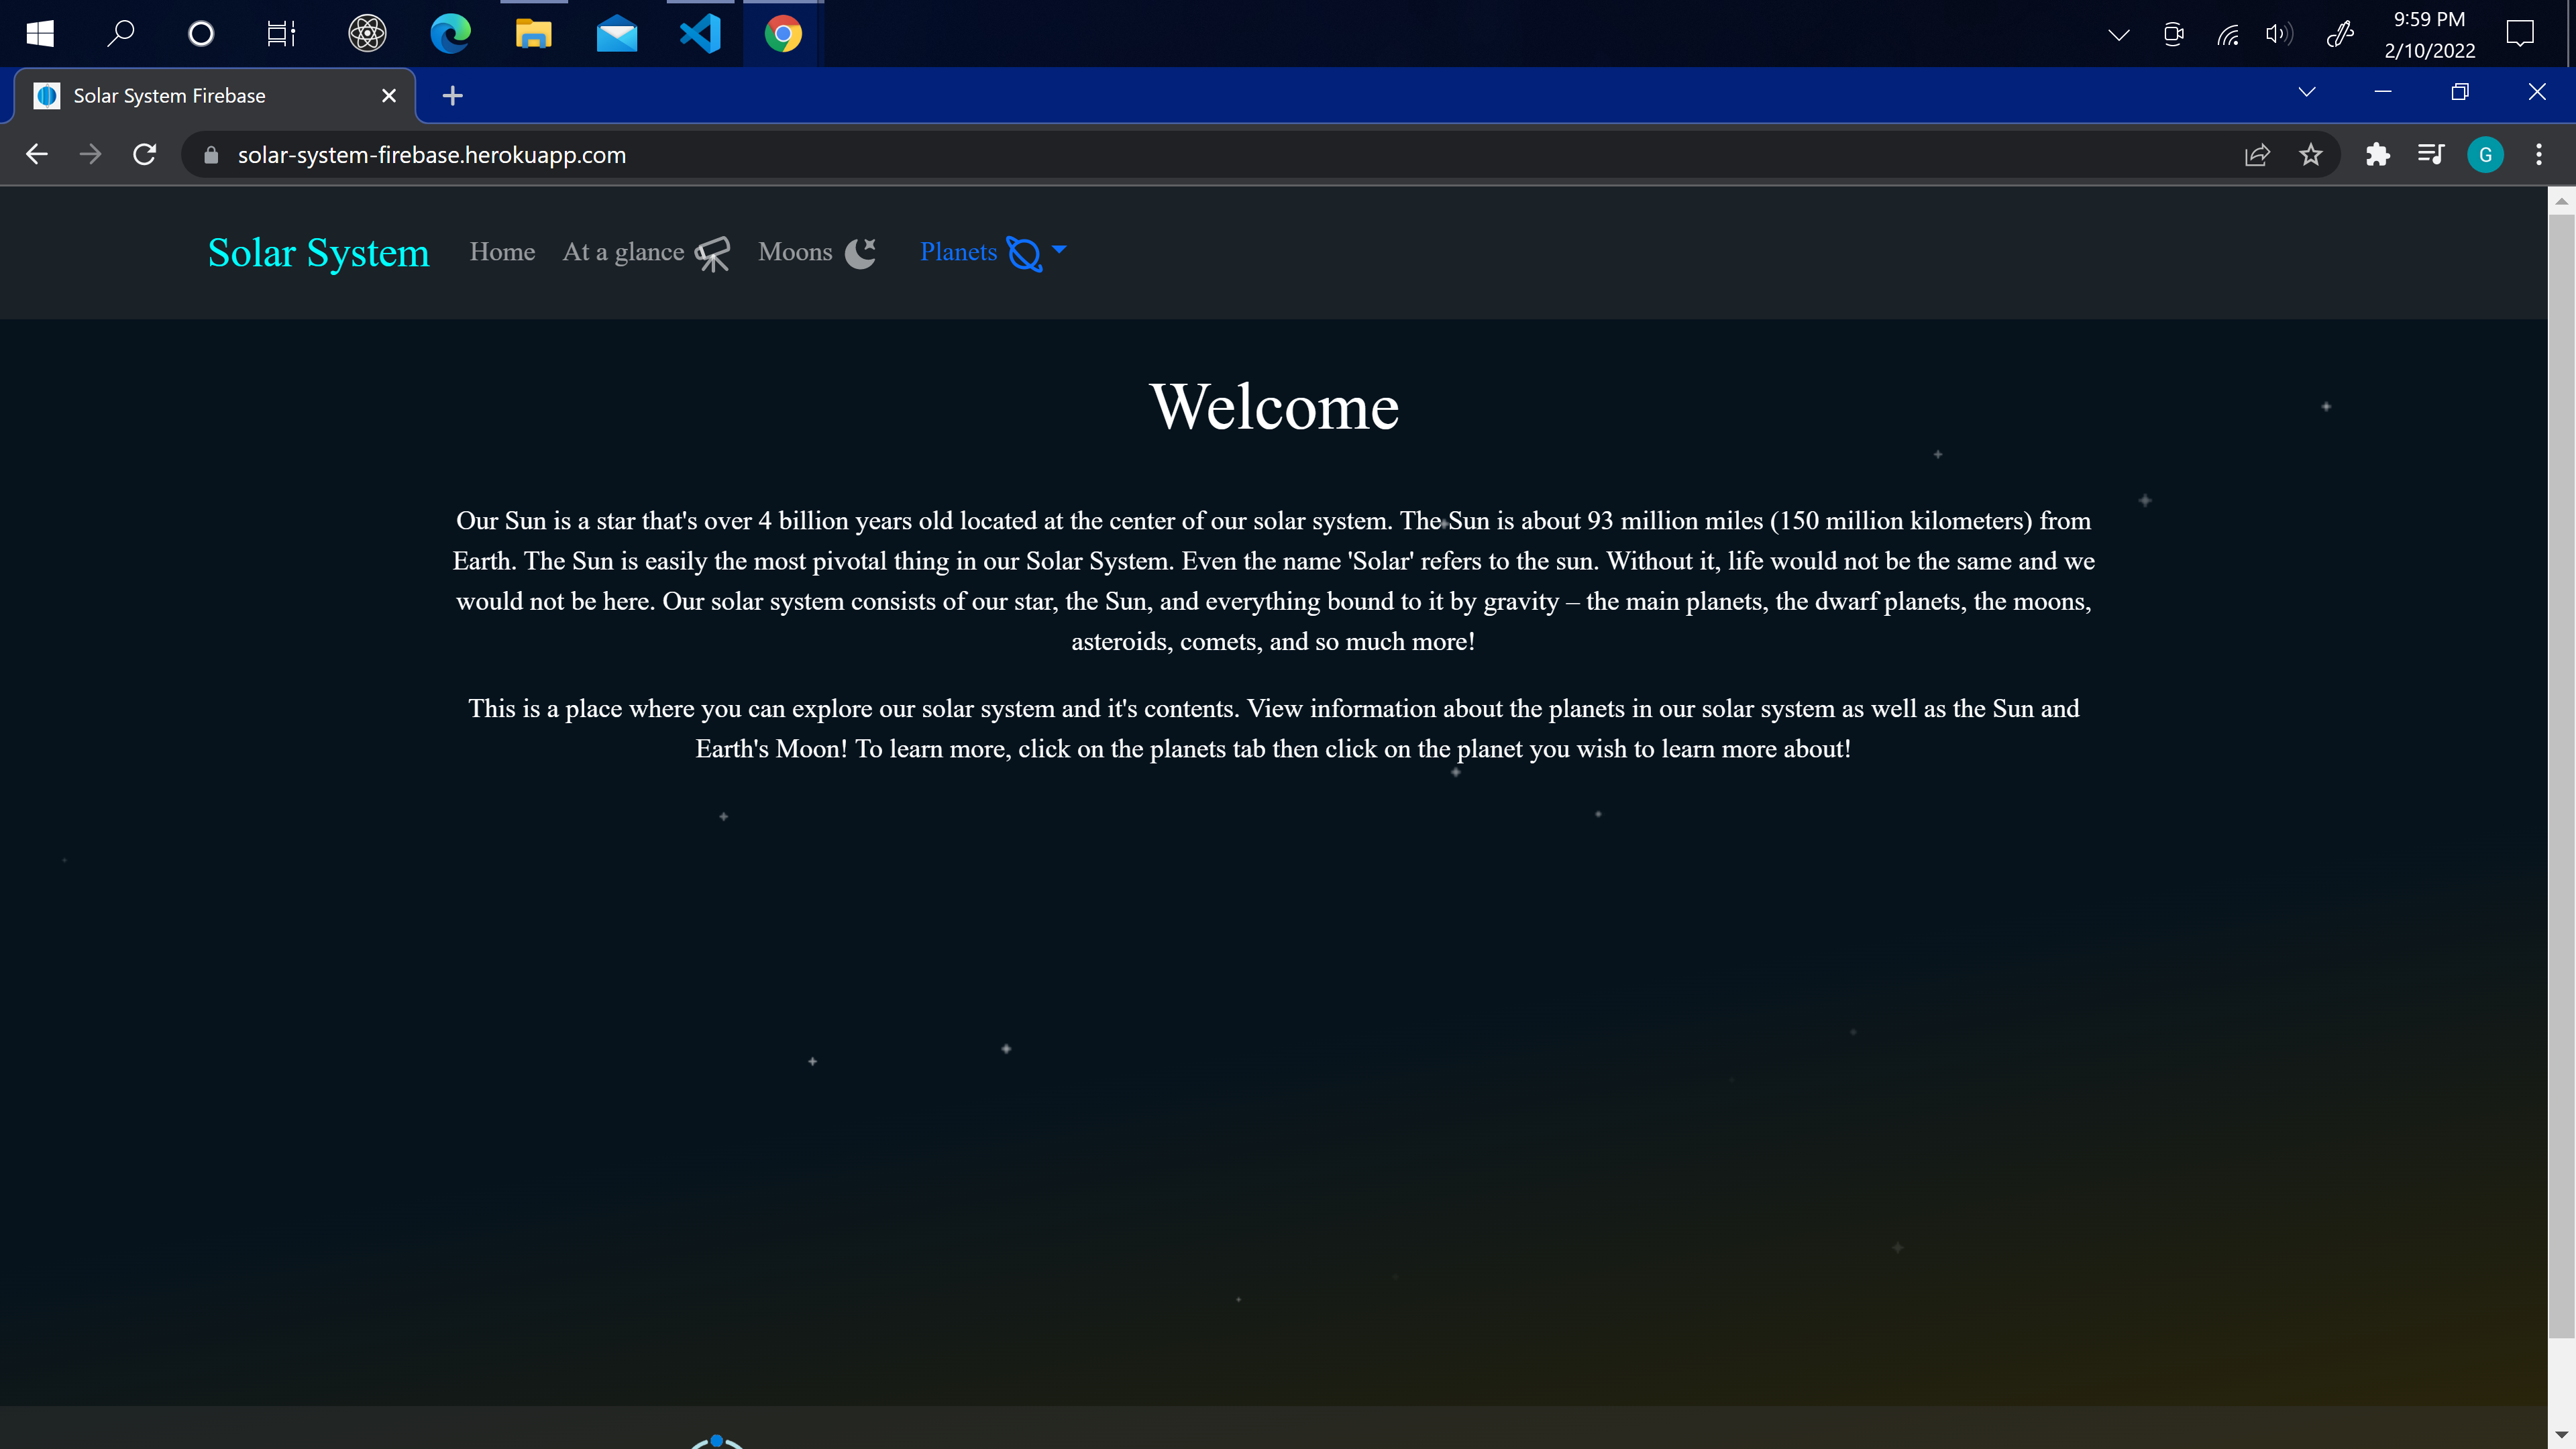 9:59 PM
2/10/2022
Solar System Firebase
solar-system-firebase.herokuapp.com
G
Solar System Home At a glance Moons Planets
Welcome
Our Sun is a star that's over 4 billion years old located at the center of our solar system. The Sun is about 93 million miles (150 million kilometers) from
Earth. The Sun is easily the most pivotal thing in our Solar System. Even the name 'Solar' refers to the sun. Without it, life would not be the same and we
would not be here. Our solar system consists of our star, the Sun, and everything bound to it by gravity – the main planets, the dwarf planets, the moons,
asteroids, comets, and so much more!
This is a place where you can explore our solar system and it's contents. View information about the planets in our solar system as well as the Sun and
Earth's Moon! To learn more, click on the planets tab then click on the planet you wish to learn more about!